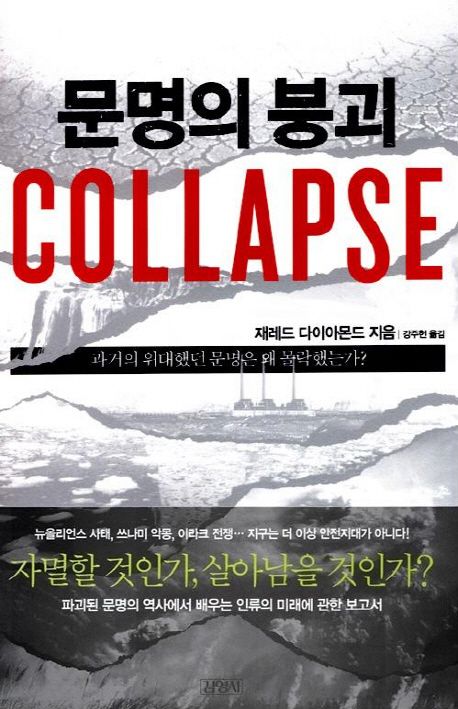 문명의 붕괴
COLLAPSE
재레드 다이아몬드 지음 | 강주헌 옮김
과거의 위대했던 문명은 왜 몰락했는가?
뉴올리언스 사태, 쓰나미 악몽, 이라크 전쟁… 지구는 더 이상 안전지대가 아니다!
자멸할 것인가, 살아남을 것인가?
파괴된 문명의 역사에서 배우는 인류의 미래에 관한 보고서
김영사